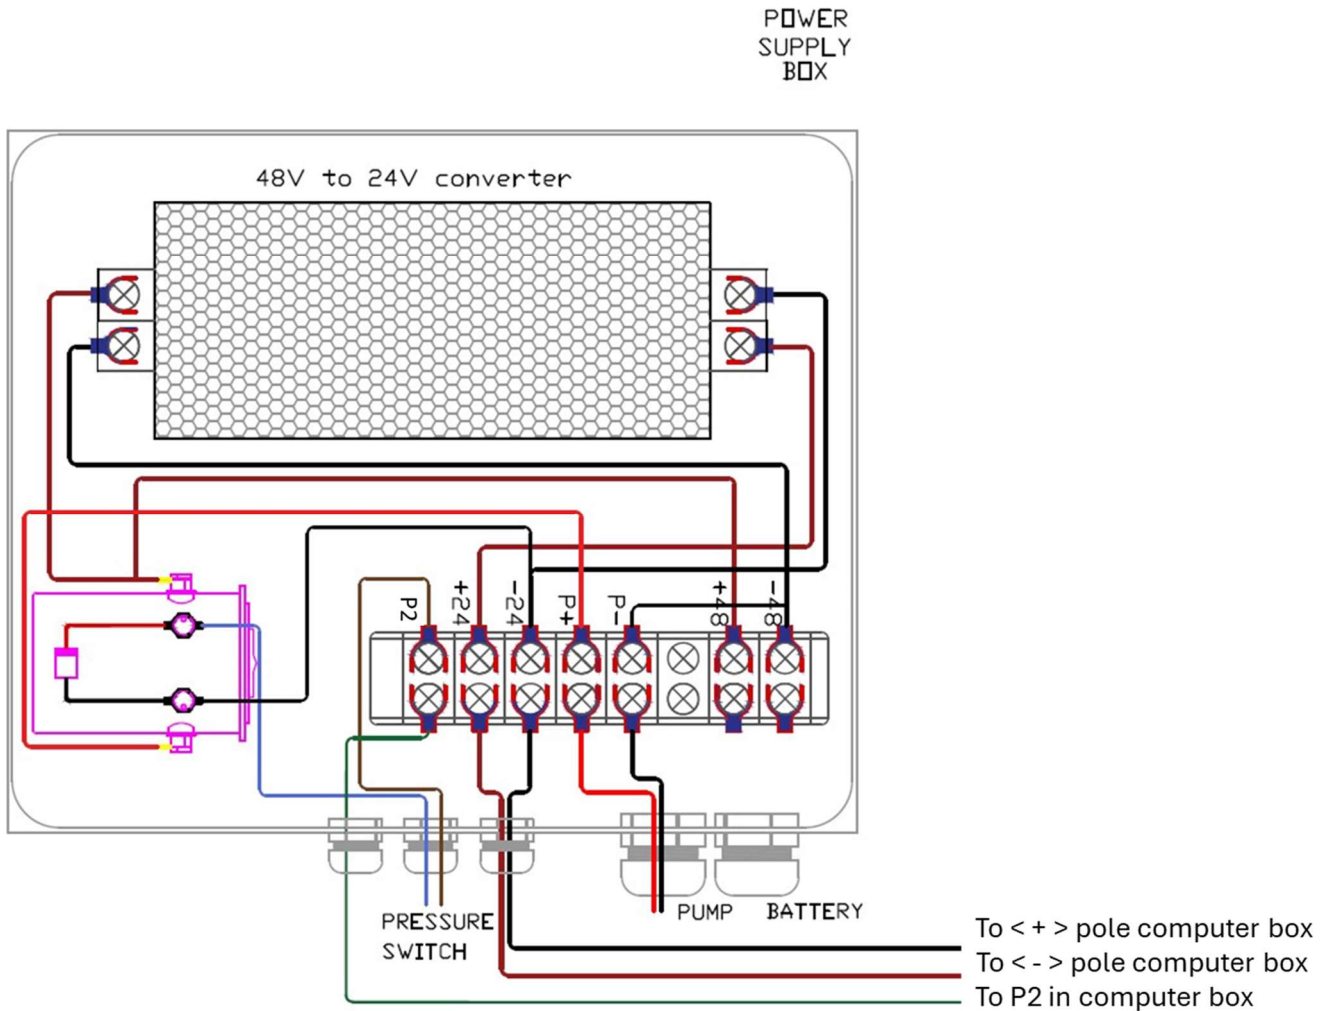 POWER
SUPPLY
BOX
48V to 24V converter
P2
+24
-24
P+
P-
+48
-48
PRESSURE
SWITCH
PUMP
BATTERY
To < + > pole computer box
To < - > pole computer box
To P2 in computer box